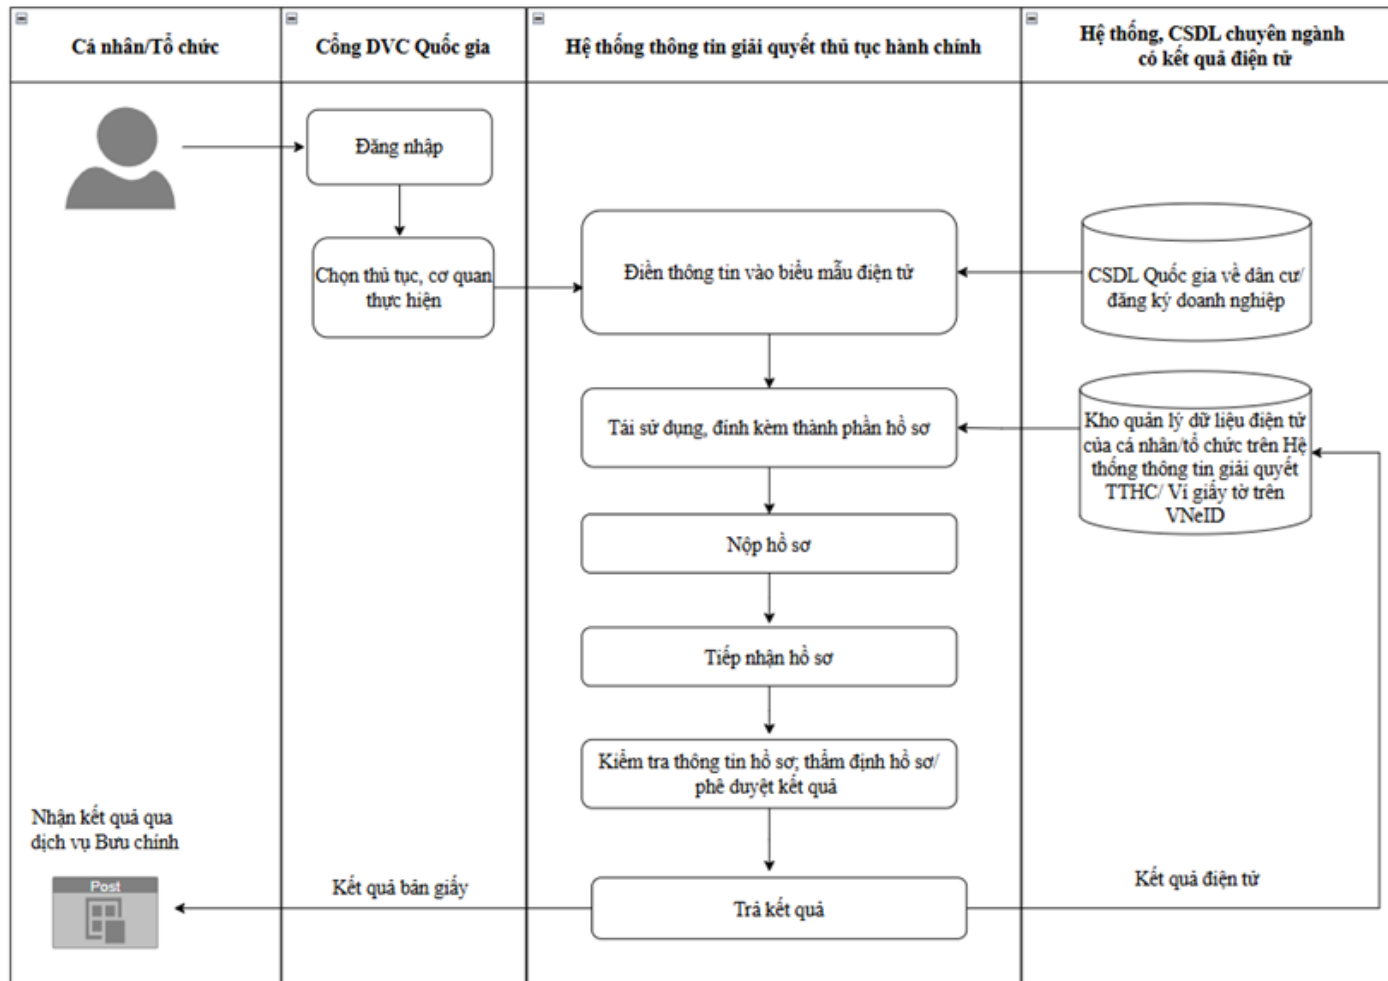 Cá nhân/Tổ chức
Cổng DVC Quốc gia
Hệ thống thông tin giải quyết thủ tục hành chính
Hệ thống, CSDL chuyên ngành
có kết quả điện tử
Đăng nhập
Chọn thủ tục, cơ quan
thực hiện
Điền thông tin vào biểu mẫu điện tử
CSDL Quốc gia về dân cư/
đăng ký doanh nghiệp
Tái sử dụng, đính kèm thành phần hồ sơ
Kho quản lý dữ liệu điện tử
của cá nhân/tổ chức trên Hệ
thống thông tin giải quyết
TTHC/ Ví giấy tờ trên
VNeID
Nộp hồ sơ
Tiếp nhận hồ sơ
Kiểm tra thông tin hồ sơ; thẩm định hồ sơ/
phê duyệt kết quả
Nhận kết quả qua
dịch vụ Bưu chính
Post
Kết quả bản giấy
Trả kết quả
Kết quả điện tử